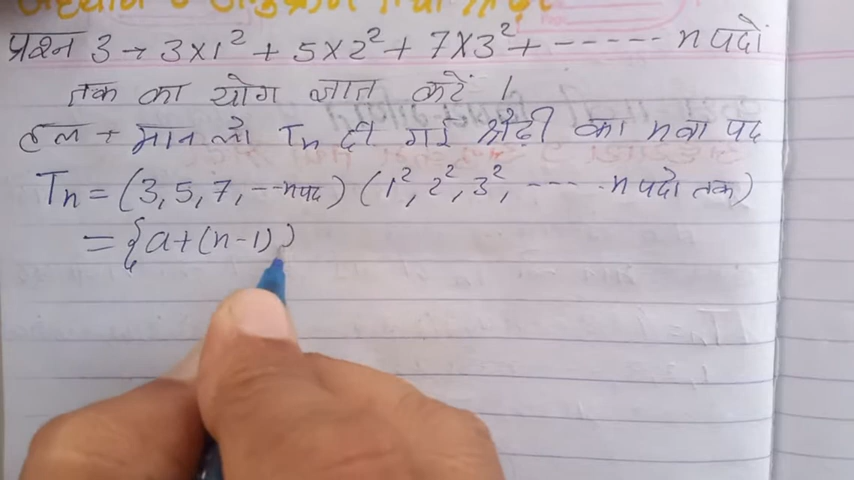 प्रश्न 3 → 3×1² + 5×2² + 7×3² + ------ n पदों
तक का योग ज्ञात करें ।
हल → मान लो Tn दी गई श्रेढ़ी का nवा पद
Tn = (3, 5, 7, --- n पद) (1², 2², 3², ----- n पदो तक)
= {a+(n-1)